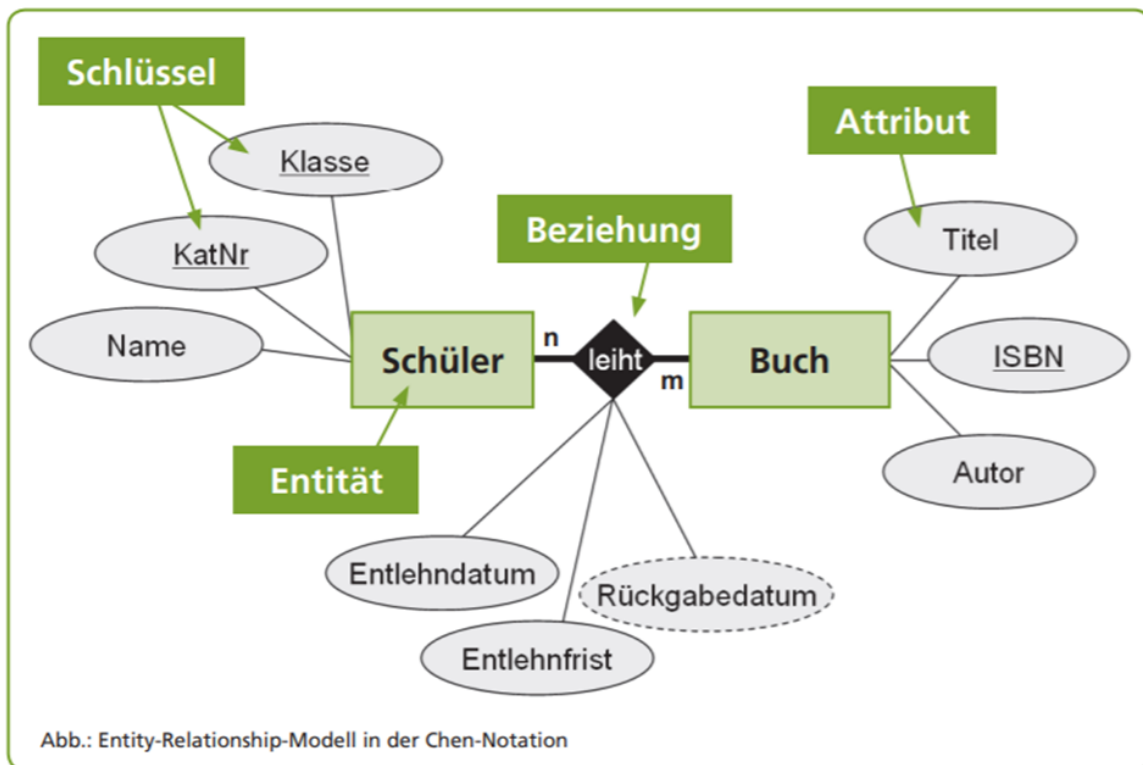 Schlüssel
Attribut
Klasse
Beziehung
Titel
KatNr
Name
n
Schüler
leiht
m
Buch
ISBN
Entität
Autor
Entlehndatum
Rückgabedatum
Entlehnfrist
Abb.: Entity-Relationship-Modell in der Chen-Notation